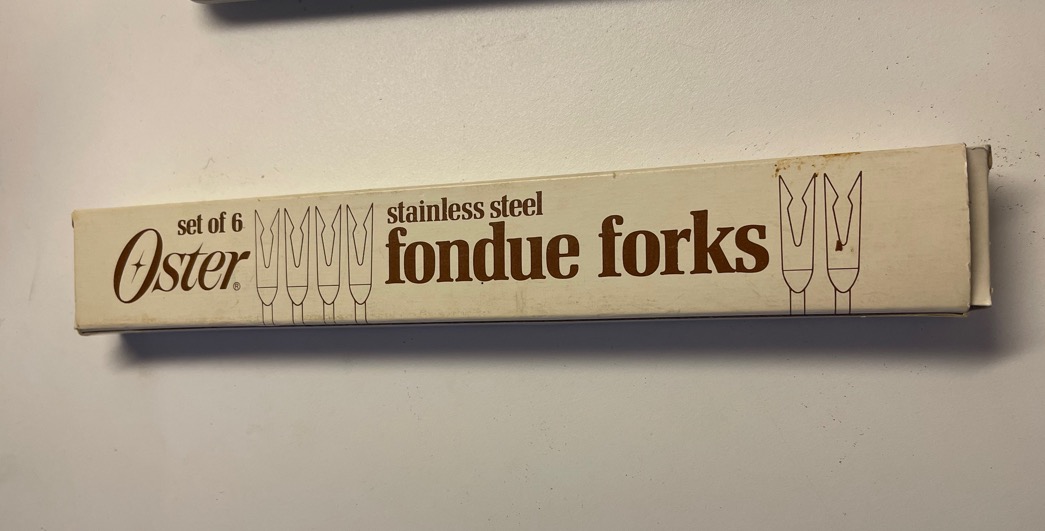 set of 6
Oster®
stainless steel
fondue forks